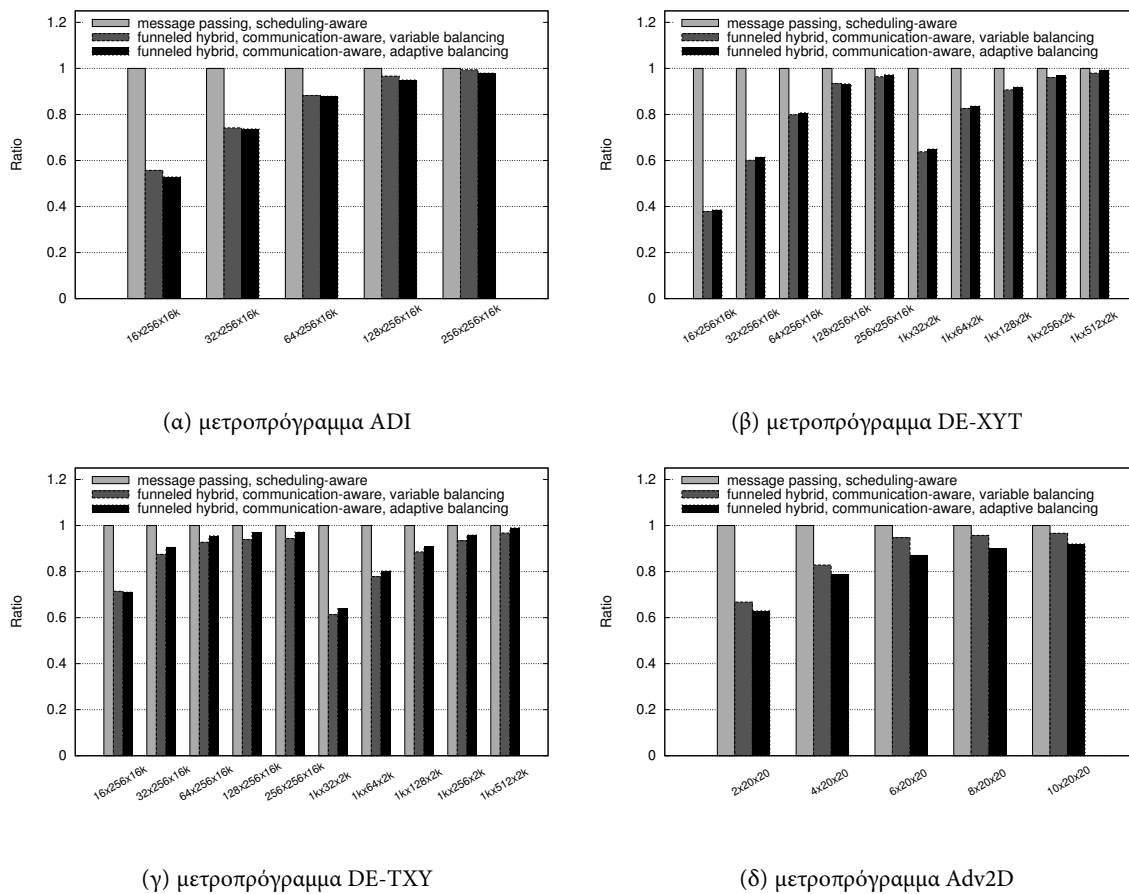 1.2
1
0.8
0.6
0.4
0.2
0
Ratio
message passing, scheduling-aware
funneled hybrid, communication-aware, variable balancing
funneled hybrid, communication-aware, adaptive balancing
16x256x16k
32x256x16k
64x256x16k
128x256x16k
256x256x16k
(α) μετροπρόγραμμα ADI
1.2
1
0.8
0.6
0.4
0.2
0
Ratio
message passing, scheduling-aware
funneled hybrid, communication-aware, variable balancing
funneled hybrid, communication-aware, adaptive balancing
16x256x16k
32x256x16k
64x256x16k
128x256x16k
256x256x16k
1kx32x2k
1kx64x2k
1kx128x2k
1kx256x2k
1kx512x2k
(β) μετροπρόγραμμα DE-XYT
1.2
1
0.8
0.6
0.4
0.2
0
Ratio
message passing, scheduling-aware
funneled hybrid, communication-aware, variable balancing
funneled hybrid, communication-aware, adaptive balancing
16x256x16k
32x256x16k
64x256x16k
128x256x16k
256x256x16k
1kx32x2k
1kx64x2k
1kx128x2k
1kx256x2k
1kx512x2k
(γ) μετροπρόγραμμα DE-TXY
1.2
1
0.8
0.6
0.4
0.2
0
Ratio
message passing, scheduling-aware
funneled hybrid, communication-aware, variable balancing
funneled hybrid, communication-aware, adaptive balancing
2x20x20
4x20x20
6x20x20
8x20x20
10x20x20
(δ) μετροπρόγραμμα Adv2D